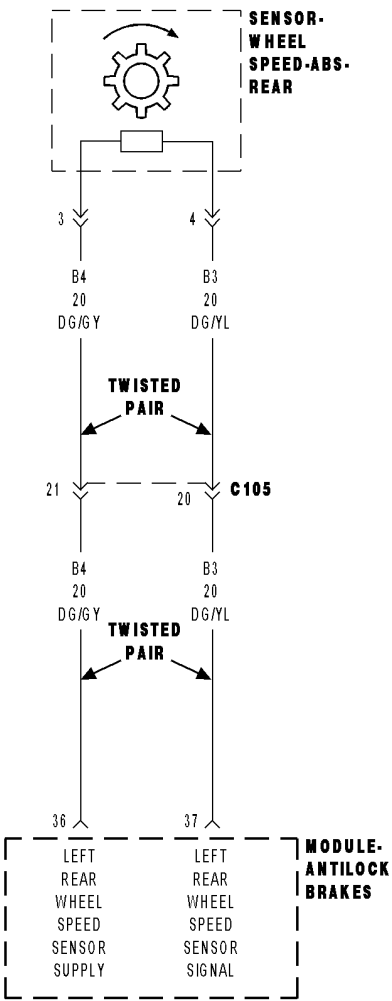 SENSOR-
WHEEL
SPEED-ABS-
REAR
3 4
B4 B3
20 20
DG/GY DG/YL
TWISTED
PAIR
21 20 C105
B4 B3
20 20
DG/GY DG/YL
TWISTED
PAIR
36 37
LEFT
REAR
WHEEL
SPEED
SENSOR
SUPPLY
LEFT
REAR
WHEEL
SPEED
SENSOR
SIGNAL
MODULE-
ANTILOCK
BRAKES